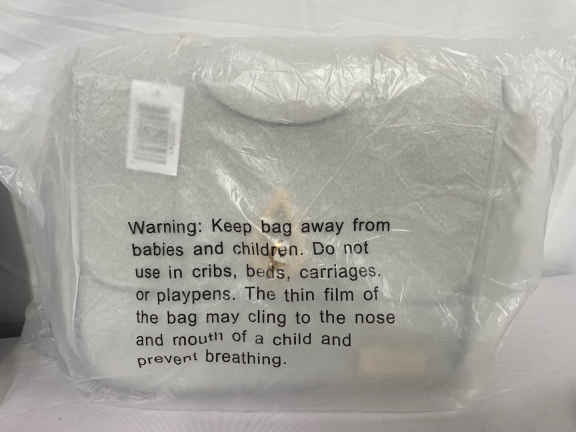 Warning: Keep bag away from
babies and children. Do not
use in cribs, beds, carriages.
or playpens. The thin film of
the bag may cling to the nose
and mouth of a child and
prevent breathing.